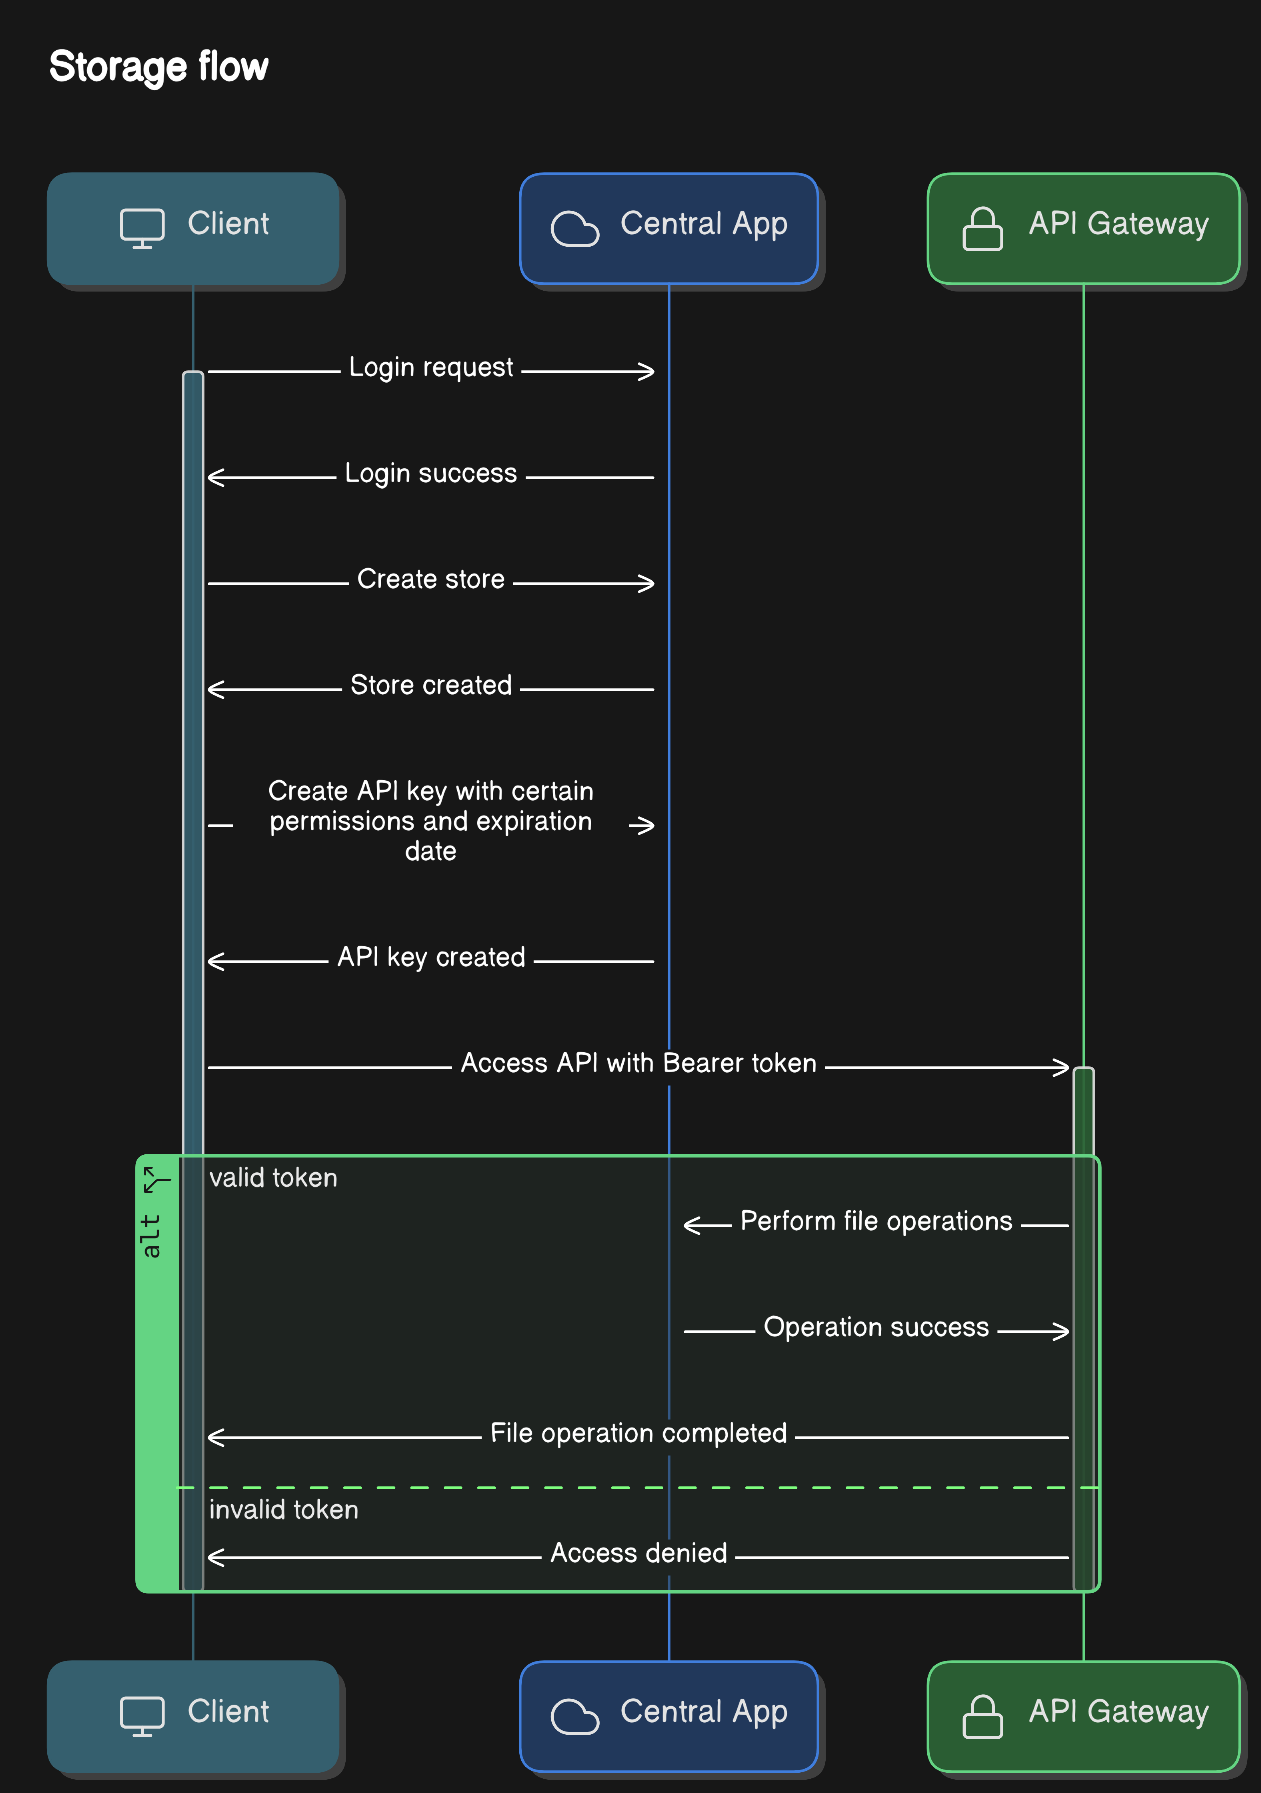 Storage flow
Client
Central App
API Gateway
Login request
Login success
Create store
Store created
Create API key with certain
permissions and expiration
date
API key created
Access API with Bearer token
alt
valid token
Perform file operations
Operation success
File operation completed
invalid token
Access denied
Client
Central App
API Gateway